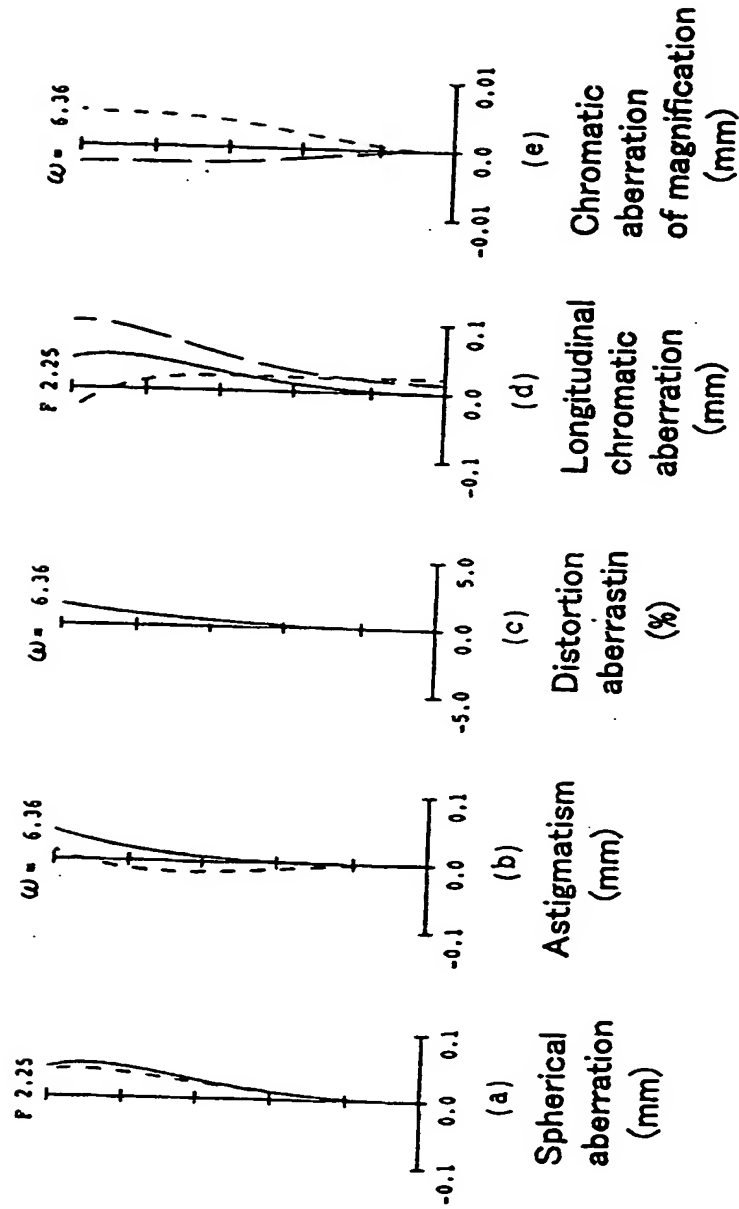 F 2.25
-0.1 0.0 0.1
(a)
Spherical
aberration
(mm)
ω= 6.36
-0.1 0.0 0.1
(b)
Astigmatism
(mm)
ω= 6.36
-5.0 0.0 5.0
(c)
Distortion
aberrastin
(%)
F 2.25
-0.1 0.0 0.1
(d)
Longitudinal
chromatic
aberration
(mm)
ω= 6.36
-0.01 0.0 0.01
(e)
Chromatic
aberration
of magnification
(mm)